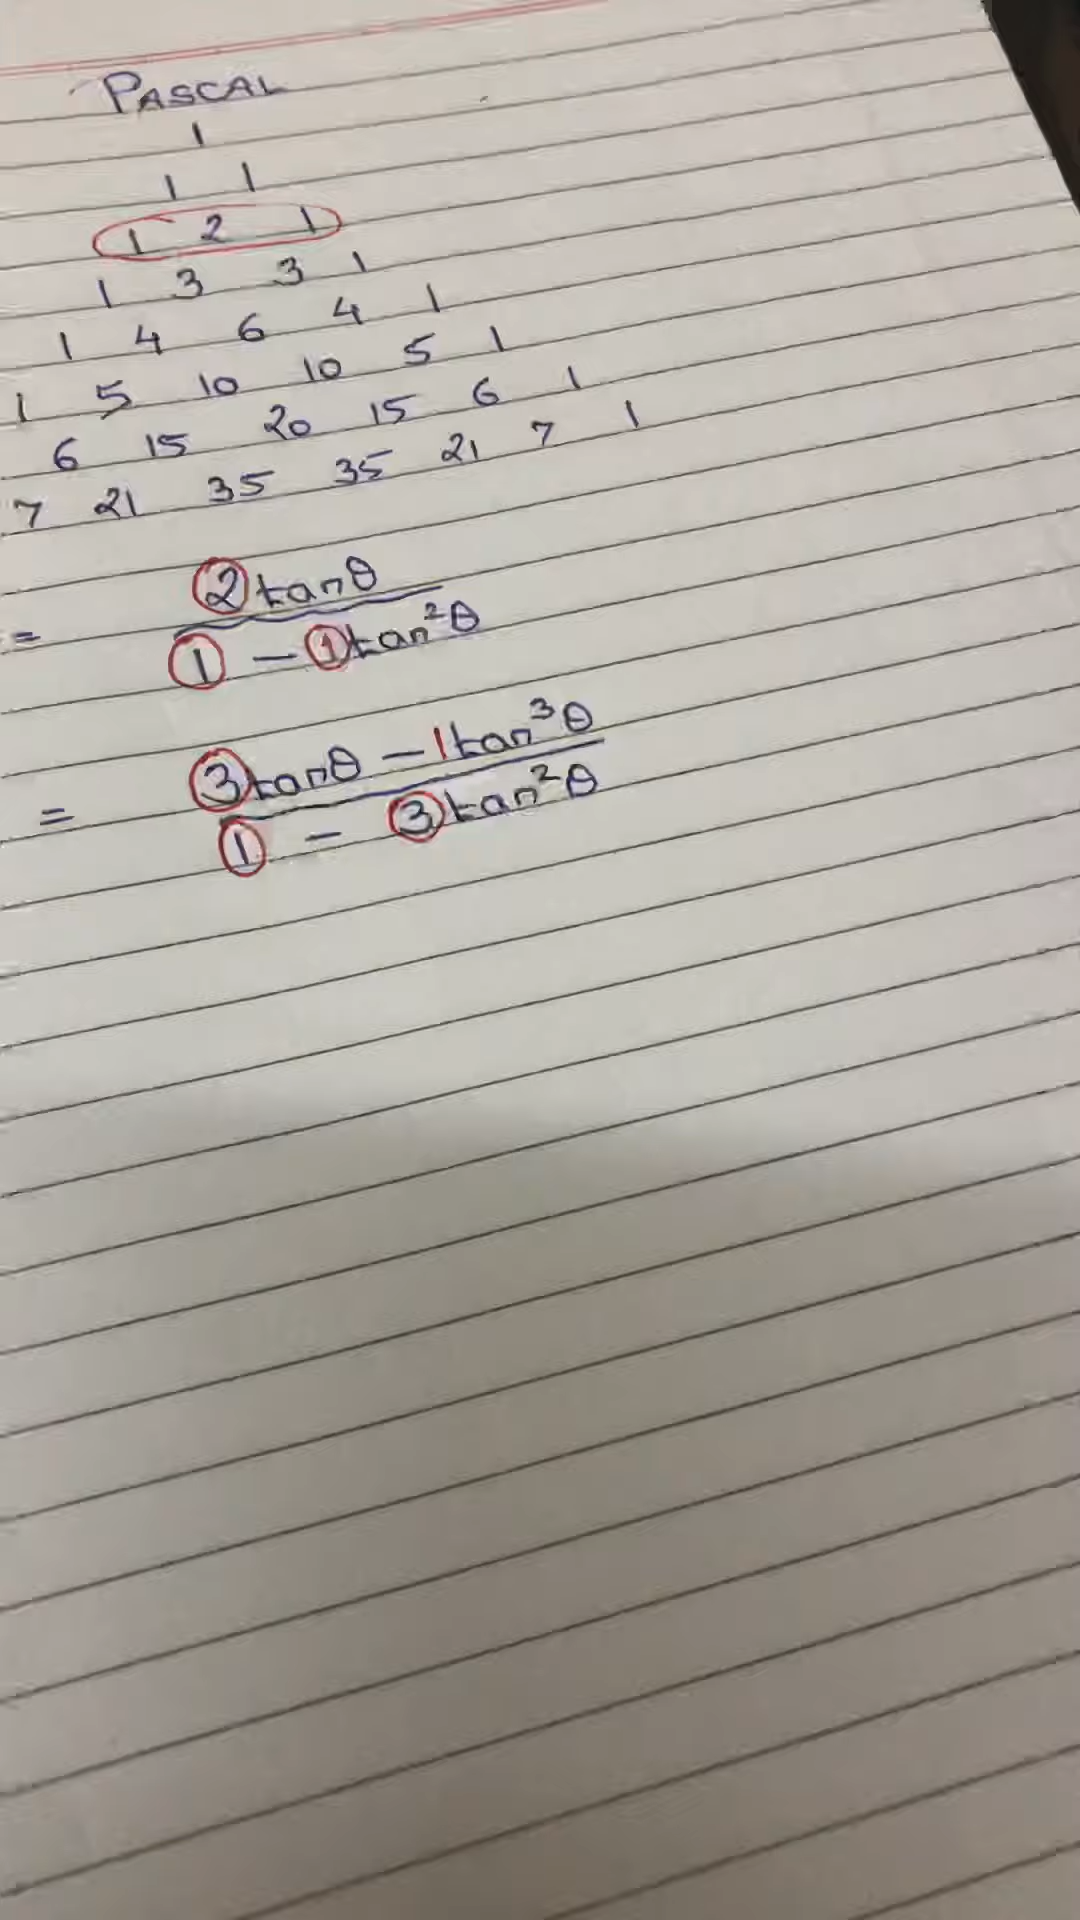 PASCAL
1
1 1
1 2 1
1 3 3 1
1 4 6 4 1
1 5 10 10 5 1
6 15 20 15 6 1
7 21 35 35 21 7 1
= 2tanθ
1 - 1tan²θ
= 3tanθ - 1tan³θ
1 - 3tan²θ